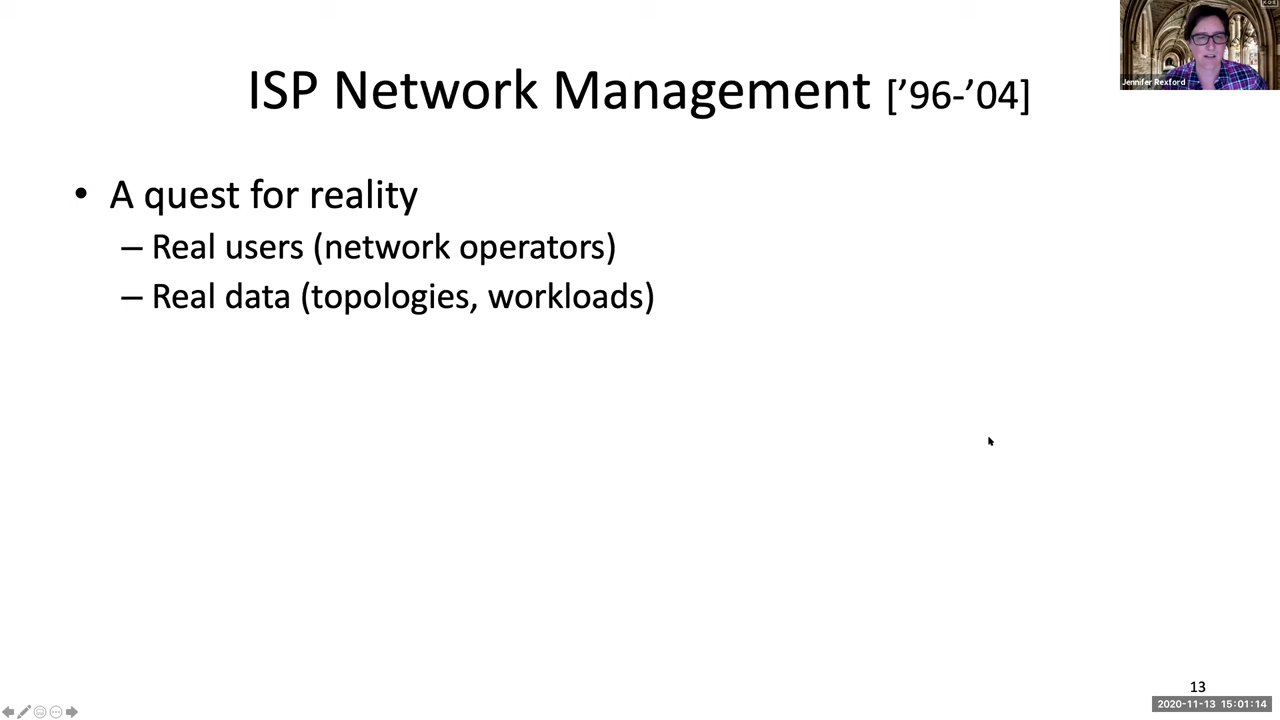 Jennifer Rexford
ISP Network Management [’96-’04]
• A quest for reality
– Real users (network operators)
– Real data (topologies, workloads)
13
2020-11-13 15:01:14